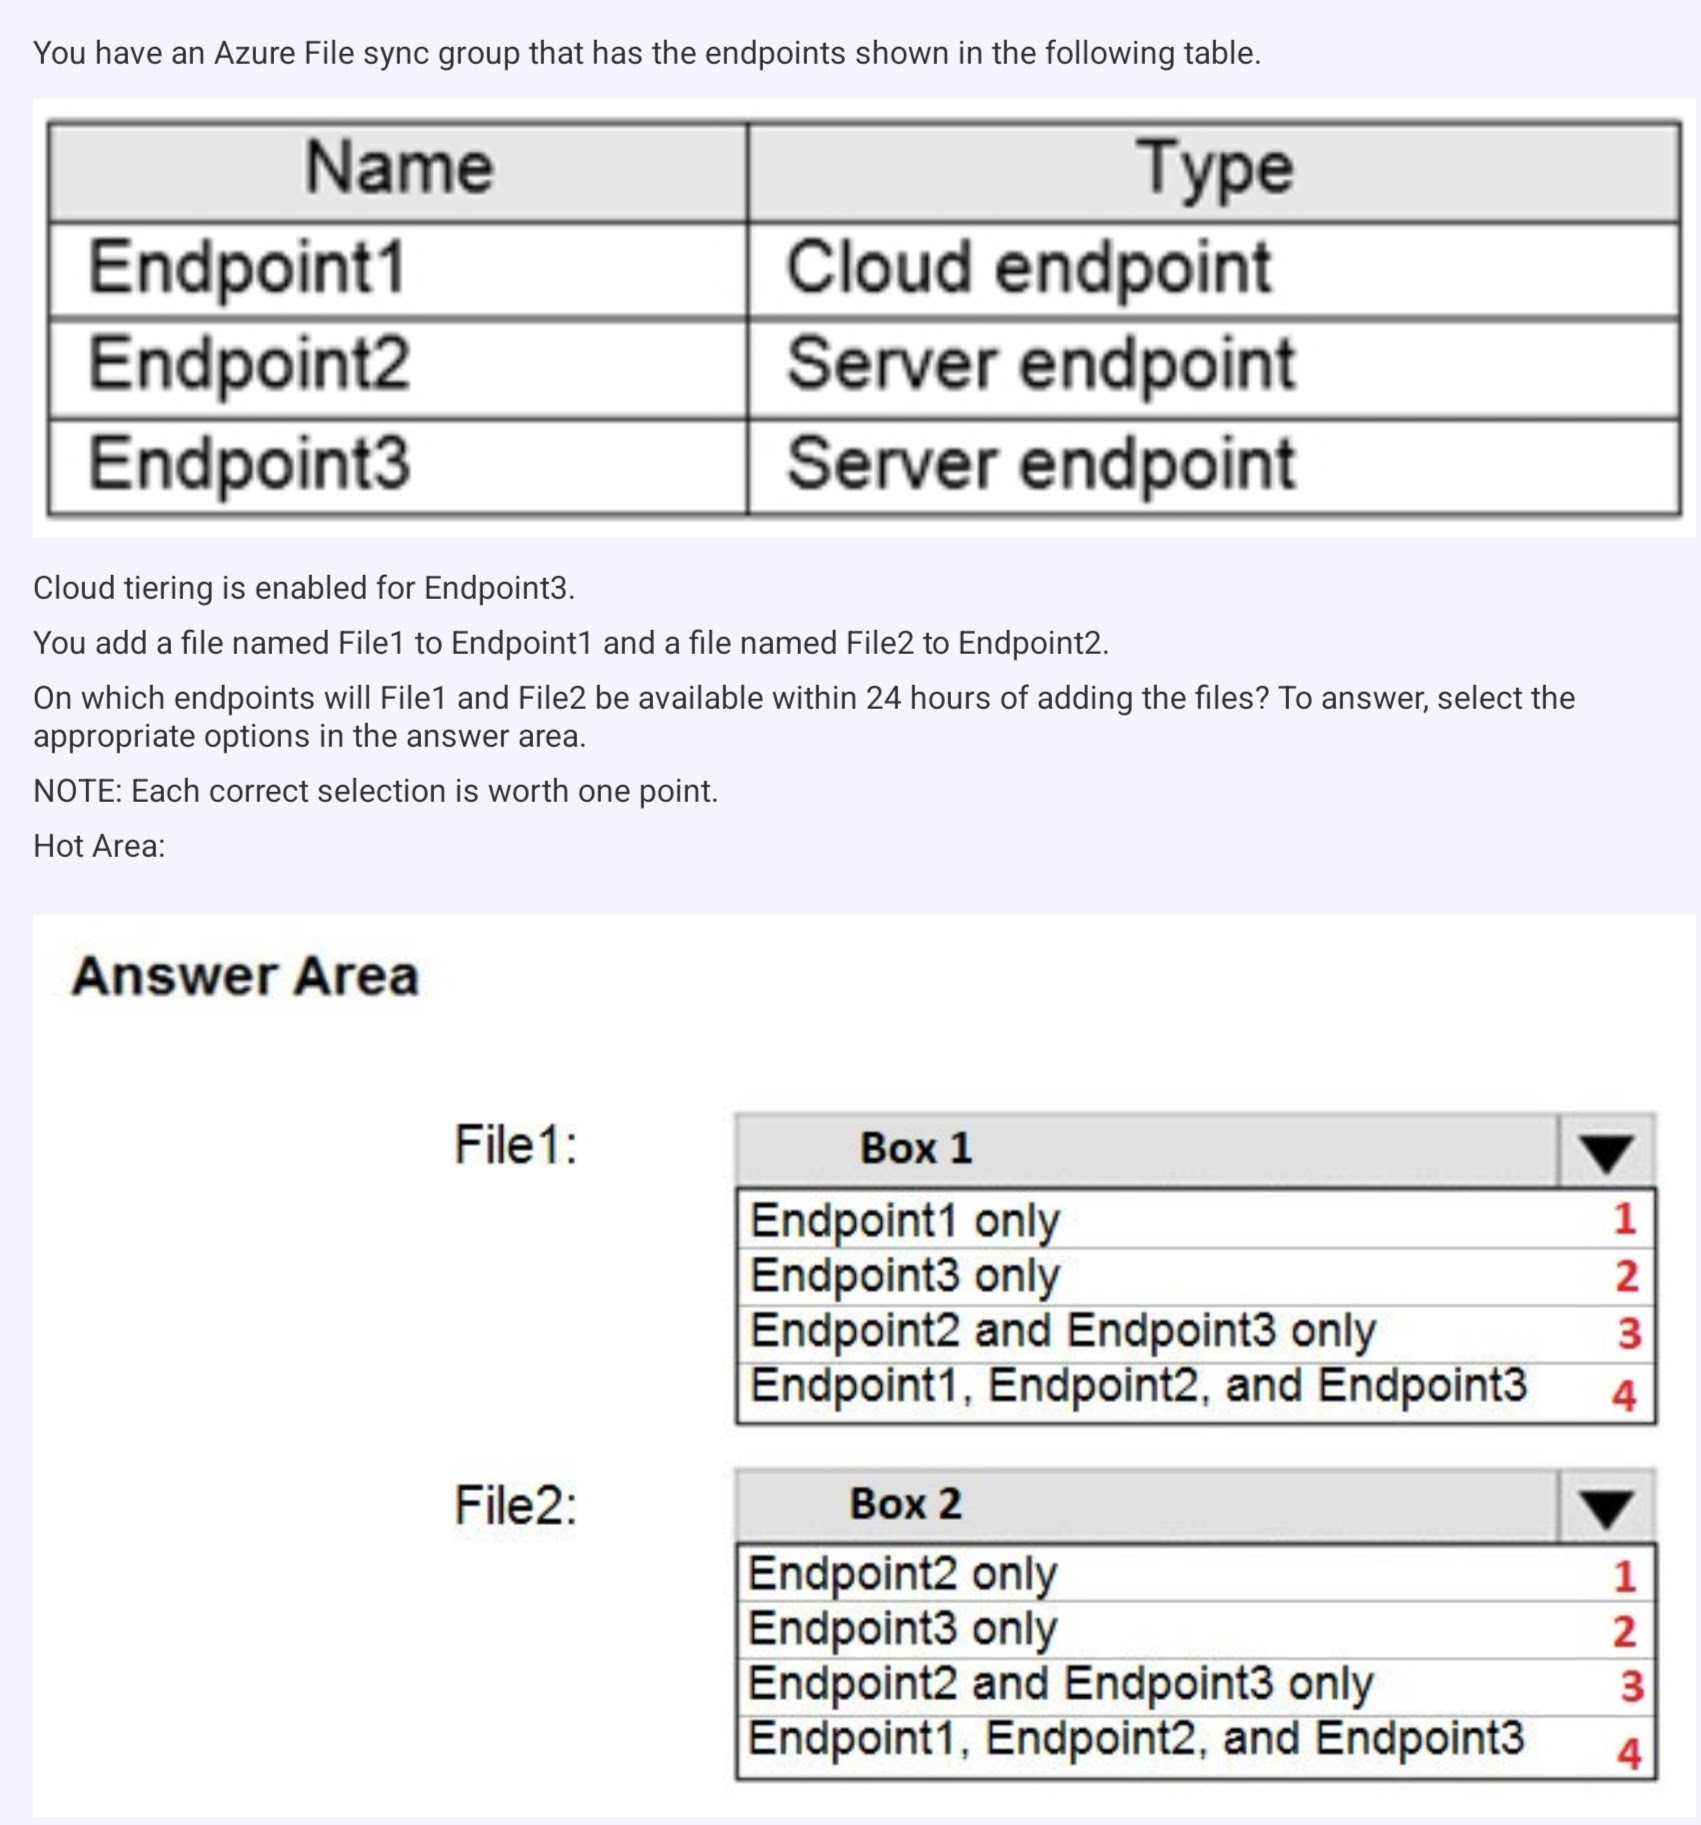 You have an Azure File sync group that has the endpoints shown in the following table.
Name Type
Endpoint1 Cloud endpoint
Endpoint2 Server endpoint
Endpoint3 Server endpoint
Cloud tiering is enabled for Endpoint3.
You add a file named File1 to Endpoint1 and a file named File2 to Endpoint2.
On which endpoints will File1 and File2 be available within 24 hours of adding the files? To answer, select the
appropriate options in the answer area.
NOTE: Each correct selection is worth one point.
Hot Area:
Answer Area
File1: Box 1
Endpoint1 only 1
Endpoint3 only 2
Endpoint2 and Endpoint3 only 3
Endpoint1, Endpoint2, and Endpoint3 4
File2: Box 2
Endpoint2 only 1
Endpoint3 only 2
Endpoint2 and Endpoint3 only 3
Endpoint1, Endpoint2, and Endpoint3 4